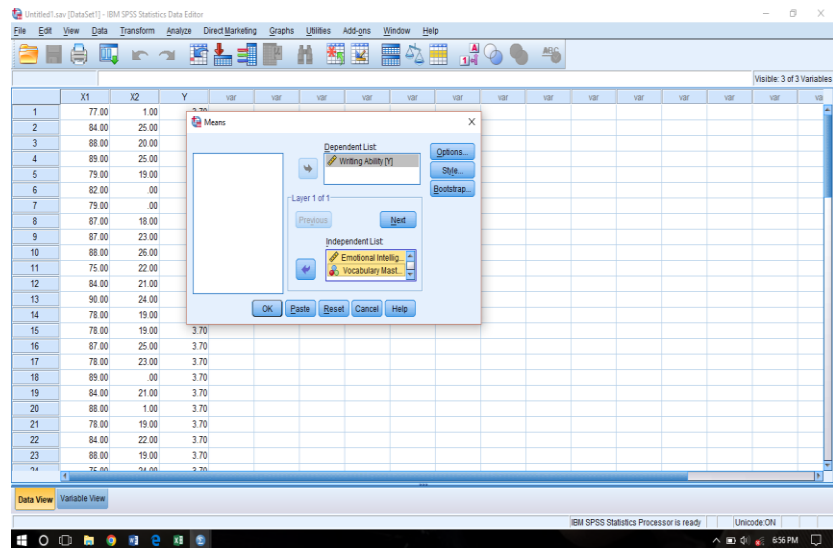 Untitled1.sav [DataSet1] - IBM SPSS Statistics Data Editor
File Edit View Data Transform Analyze Direct Marketing Graphs Utilities Add-ons Window Help
Visible: 3 of 3 Variables
X1 X2 Y var var var var var var var var var var var var var va
1 77.00 1.00 3.70
2 84.00 25.00
3 88.00 20.00
4 89.00 25.00
5 79.00 19.00
6 82.00 .00
7 79.00 .00
8 87.00 18.00
9 87.00 23.00
10 88.00 26.00
11 75.00 22.00
12 84.00 21.00
13 90.00 24.00
14 78.00 19.00
15 78.00 19.00 3.70
16 87.00 25.00 3.70
17 78.00 23.00 3.70
18 89.00 .00 3.70
19 84.00 21.00 3.70
20 88.00 1.00 3.70
21 78.00 19.00 3.70
22 84.00 22.00 3.70
23 88.00 19.00 3.70
24 75.00 24.00 3.70
Means
Dependent List:
Writing Ability [Y]
Options...
Style...
Bootstrap...
Layer 1 of 1
Previous Next
Independent List:
Emotional Intellig...
Vocabulary Mast...
OK Paste Reset Cancel Help
Data View Variable View
IBM SPSS Statistics Processor is ready Unicode:ON
6:56 PM